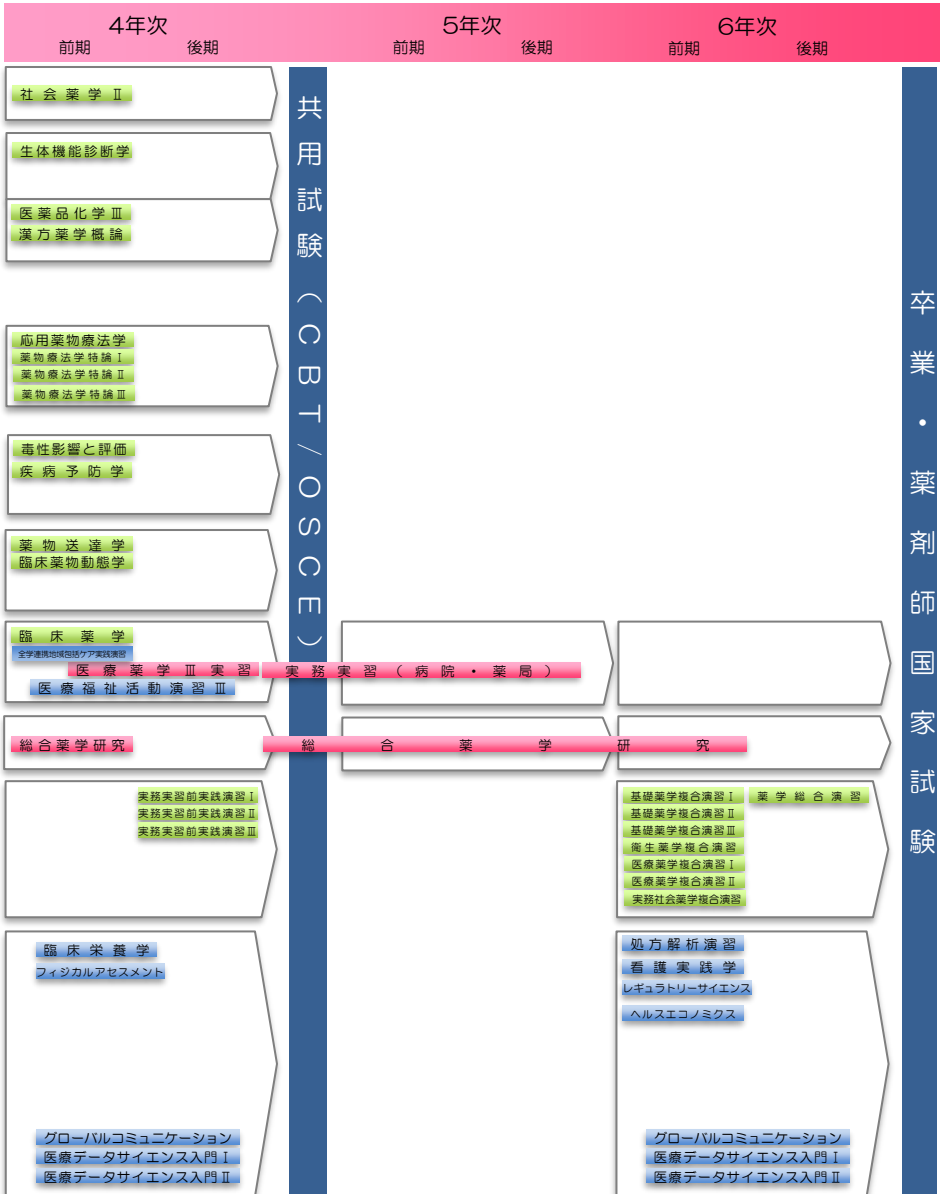 4年次 5年次 6年次
前期 後期 前期 後期 前期 後期
社会薬学Ⅱ
生体機能診断学
医薬品化学Ⅲ
漢方薬学概論
応用薬物療法学
薬物療法学特論Ⅰ
薬物療法学特論Ⅱ
薬物療法学特論Ⅲ
毒性影響と評価
疾病予防学
薬物送達学
臨床薬物動態学
臨床薬学
全学連携地域包括ケア実践演習
医療薬学Ⅲ実習
医療福祉活動演習Ⅲ
総合薬学研究
実務実習前実践演習Ⅰ
実務実習前実践演習Ⅱ
実務実習前実践演習Ⅲ
臨床栄養学
フィジカルアセスメント
グローバルコミュニケーション
医療データサイエンス入門Ⅰ
医療データサイエンス入門Ⅱ
共用試験（CBT/OSCE）
実務実習（病院・薬局）
総合薬学研究
基礎薬学複合演習Ⅰ 薬学総合演習
基礎薬学複合演習Ⅱ
基礎薬学複合演習Ⅲ
衛生薬学複合演習
医療薬学複合演習Ⅰ
医療薬学複合演習Ⅱ
実務社会薬学複合演習
処方解析演習
看護実践学
レギュラトリーサイエンス
ヘルスエコノミクス
グローバルコミュニケーション
医療データサイエンス入門Ⅰ
医療データサイエンス入門Ⅱ
卒業・薬剤師国家試験